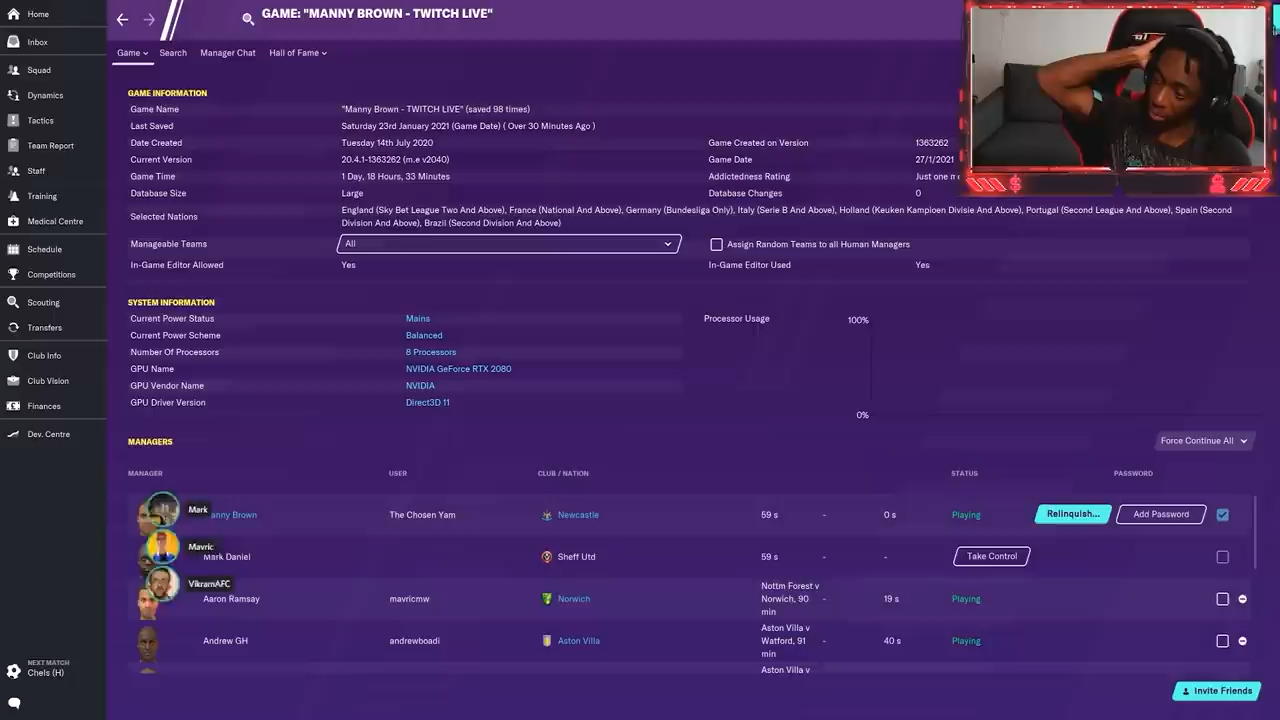 Home
Inbox
Squad
Dynamics
Tactics
Team Report
Staff
Training
Medical Centre
Schedule
Competitions
Scouting
Transfers
Club Info
Club Vision
Finances
Dev. Centre
NEXT MATCH
Chels (H)
GAME: "MANNY BROWN - TWITCH LIVE"
Game Search Manager Chat Hall of Fame
GAME INFORMATION
Game Name "Manny Brown - TWITCH LIVE" (saved 98 times)
Last Saved Saturday 23rd January 2021 (Game Date) ( Over 30 Minutes Ago )
Date Created Tuesday 14th July 2020 Game Created on Version 1363262
Current Version 20.4.1-1363262 (m.e v2040) Game Date 27/1/2021
Game Time 1 Day, 18 Hours, 33 Minutes Addictedness Rating Just one m
Database Size Large Database Changes 0
Selected Nations England (Sky Bet League Two And Above), France (National And Above), Germany (Bundesliga Only), Italy (Serie B And Above), Holland (Keuken Kampioen Divisie And Above), Portugal (Second League And Above), Spain (Second
Division And Above), Brazil (Second Division And Above)
Manageable Teams All Assign Random Teams to all Human Managers
In-Game Editor Allowed Yes In-Game Editor Used Yes
SYSTEM INFORMATION
Current Power Status Mains Processor Usage 100%
Current Power Scheme Balanced
Number Of Processors 8 Processors
GPU Name NVIDIA GeForce RTX 2080
GPU Vendor Name NVIDIA
GPU Driver Version Direct3D 11
0%
MANAGERS Force Continue All
MANAGER USER CLUB / NATION STATUS PASSWORD
Mark
anny Brown The Chosen Yam Newcastle 59 s - 0 s Playing Relinquish... Add Password
Mavric
Mark Daniel Sheff Utd 59 s - - Take Control
VikramAFC
Aaron Ramsay mavricmw Norwich Nottm Forest v
Norwich, 90
min - 19 s Playing
Andrew GH andrewboadi Aston Villa Aston Villa v
Watford, 91
min - 40 s Playing
Aston Villa v
Invite Friends